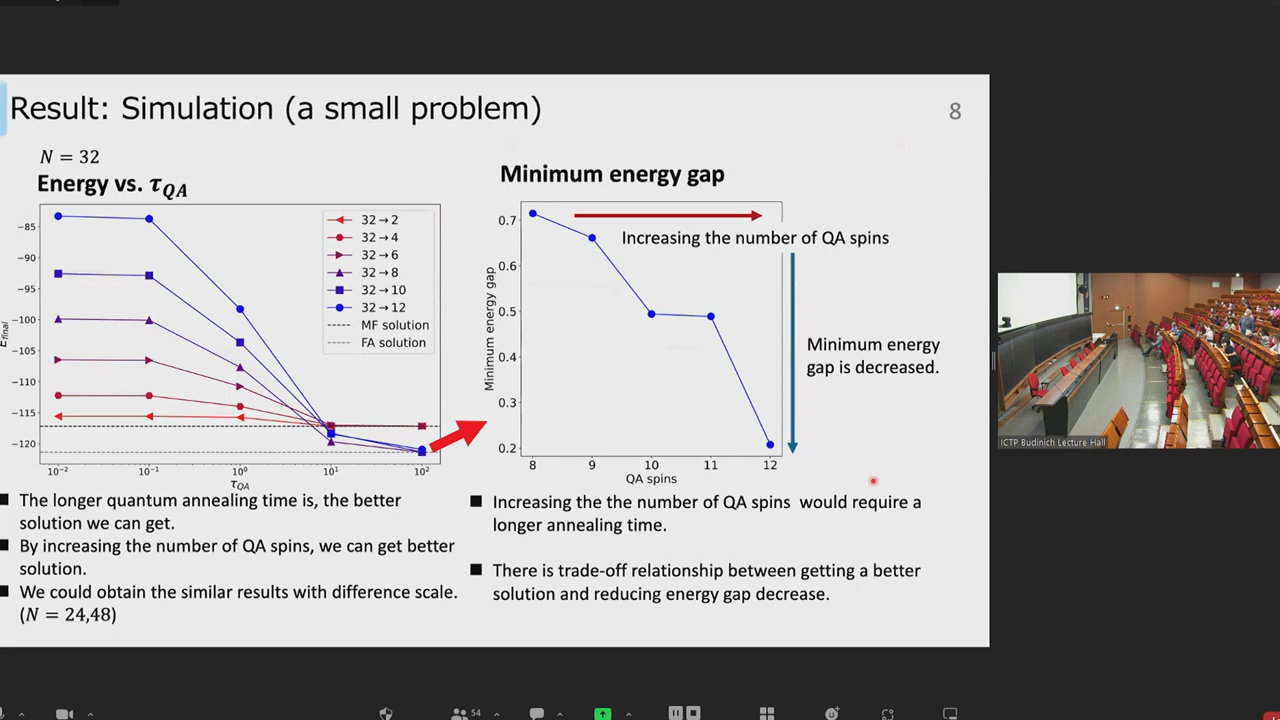 Result: Simulation (a small problem)
8
N = 32
Energy vs. τQA
−85
−90
−95
−100
−105
−110
−115
−120
Efinal
10⁻²
10⁻¹
10⁰
10¹
10²
τQA
32→2
32→4
32→6
32→8
32→10
32→12
MF solution
FA solution
Minimum energy gap
0.7
0.6
0.5
0.4
0.3
0.2
Minimum energy gap
8
9
10
11
12
QA spins
Increasing the number of QA spins
Minimum energy
gap is decreased.
■ The longer quantum annealing time is, the better
solution we can get.
■ By increasing the number of QA spins, we can get better
solution.
■ We could obtain the similar results with difference scale.
(N = 24,48)
■ Increasing the the number of QA spins would require a
longer annealing time.
■ There is trade-off relationship between getting a better
solution and reducing energy gap decrease.
ICTP Budinich Lecture Hall
54